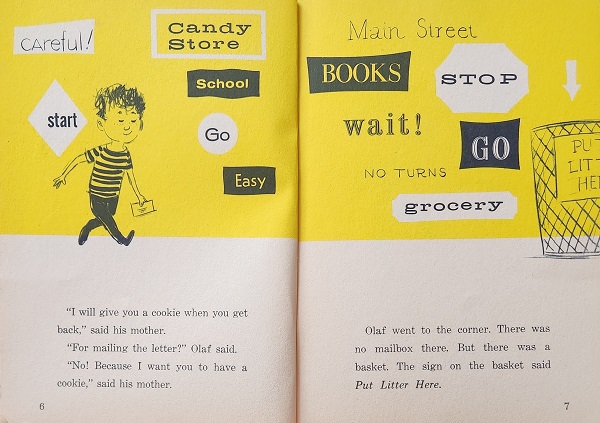 CAREful!
Candy
Store
School
start
Go
Easy
"I will give you a cookie when you get
back," said his mother.
"For mailing the letter?" Olaf said.
"No! Because I want you to have a
cookie," said his mother.
6
Main Street
BOOKS
STOP
wait!
GO
NO TURNS
grocery
PUT
LITT
HE
Olaf went to the corner. There was
no mailbox there. But there was a
basket. The sign on the basket said
Put Litter Here.
7